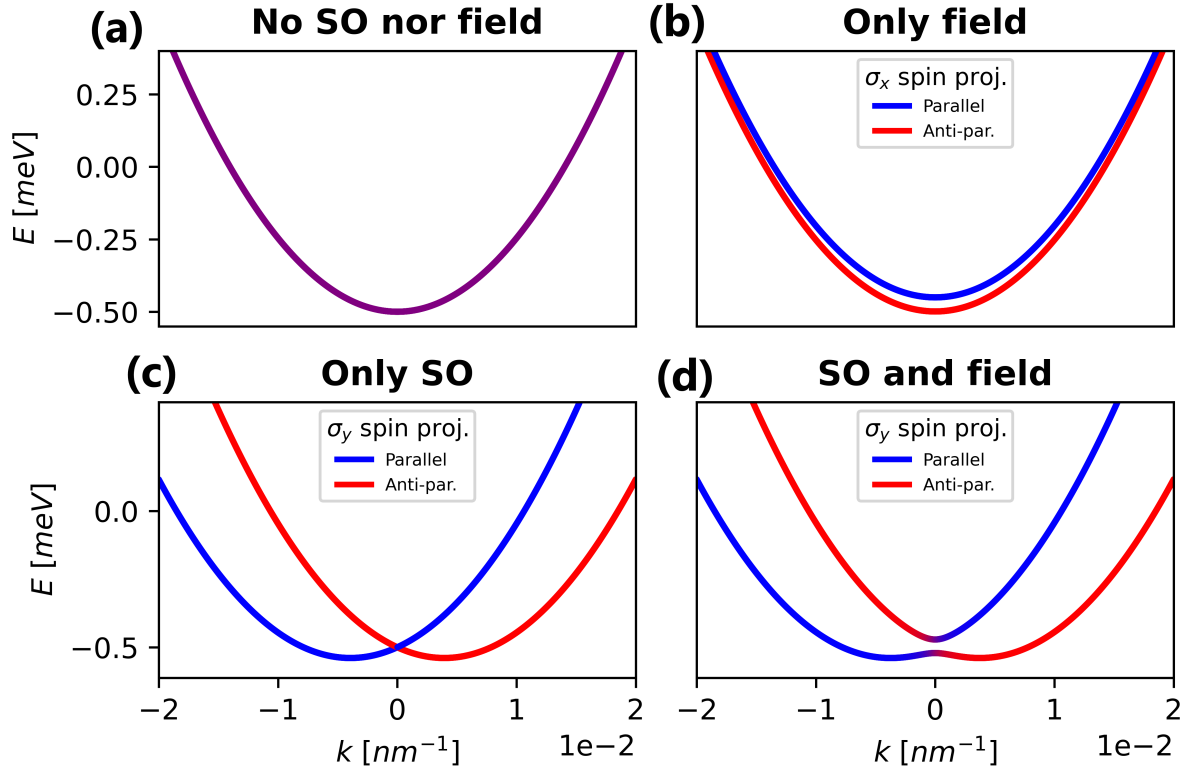 (a) No SO nor field
0.25
0.00
−0.25
−0.50
E [meV]
(b) Only field
σx spin proj.
Parallel
Anti-par.
(c) Only SO
σy spin proj.
Parallel
Anti-par.
0.0
−0.5
E [meV]
−2 −1 0 1 2
k [nm⁻¹]
1e−2
(d) SO and field
σy spin proj.
Parallel
Anti-par.
−2 −1 0 1 2
k [nm⁻¹]
1e−2